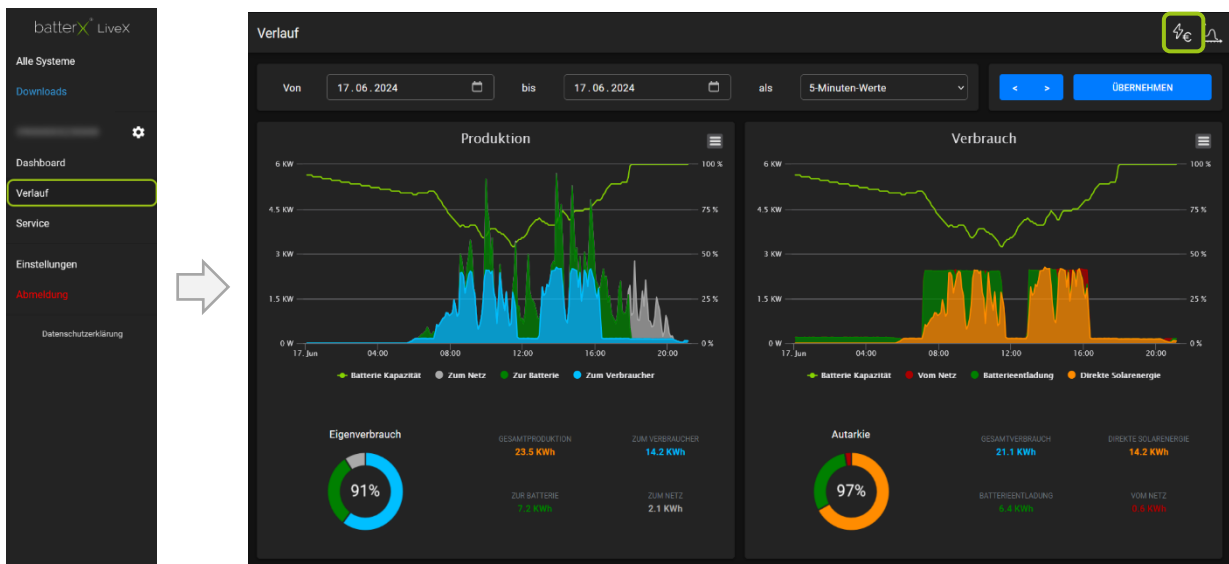 batterX® LiveX
Alle Systeme
Downloads
Dashboard
Verlauf
Service
Einstellungen
Abmeldung
Datenschutzerklärung
Verlauf
€
Von 17.06.2024 bis 17.06.2024 als 5-Minuten-Werte < > ÜBERNEHMEN
Produktion
6 KW 100 %
4.5 KW 75 %
3 KW 50 %
1.5 KW 25 %
0 W 0 %
17. Jun 04:00 08:00 12:00 16:00 20:00
Batterie Kapazität Zum Netz Zur Batterie Zum Verbraucher
Eigenverbrauch
91%
GESAMTPRODUKTION ZUM VERBRAUCHER
23.5 KWh 14.2 KWh
ZUR BATTERIE ZUM NETZ
7.2 KWh 2.1 KWh
Verbrauch
6 KW 100 %
4.5 KW 75 %
3 KW 50 %
1.5 KW 25 %
0 W 0 %
17. Jun 04:00 08:00 12:00 16:00 20:00
Batterie Kapazität Vom Netz Batterieentladung Direkte Solarenergie
Autarkie
97%
GESAMTVERBRAUCH DIREKTE SOLARENERGIE
21.1 KWh 14.2 KWh
BATTERIEENTLADUNG VOM NETZ
6.4 KWh 0.6 KWh